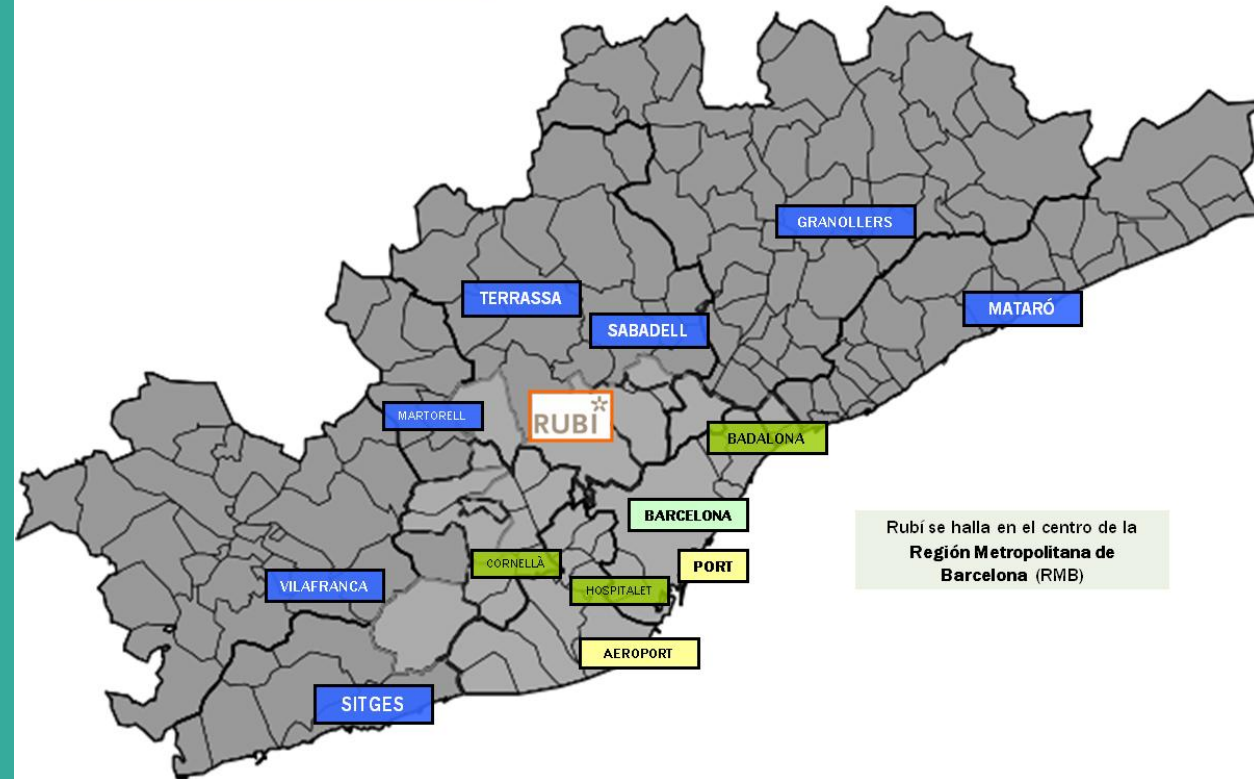 GRANOLLERS
TERRASSA
MATARÓ
SABADELL
MARTORELL
RUBÍ
BADALONA
BARCELONA
Rubí se halla en el centro de la
Región Metropolitana de
Barcelona (RMB)
CORNELLÀ
PORT
VILAFRANCA
HOSPITALET
AEROPORT
SITGES